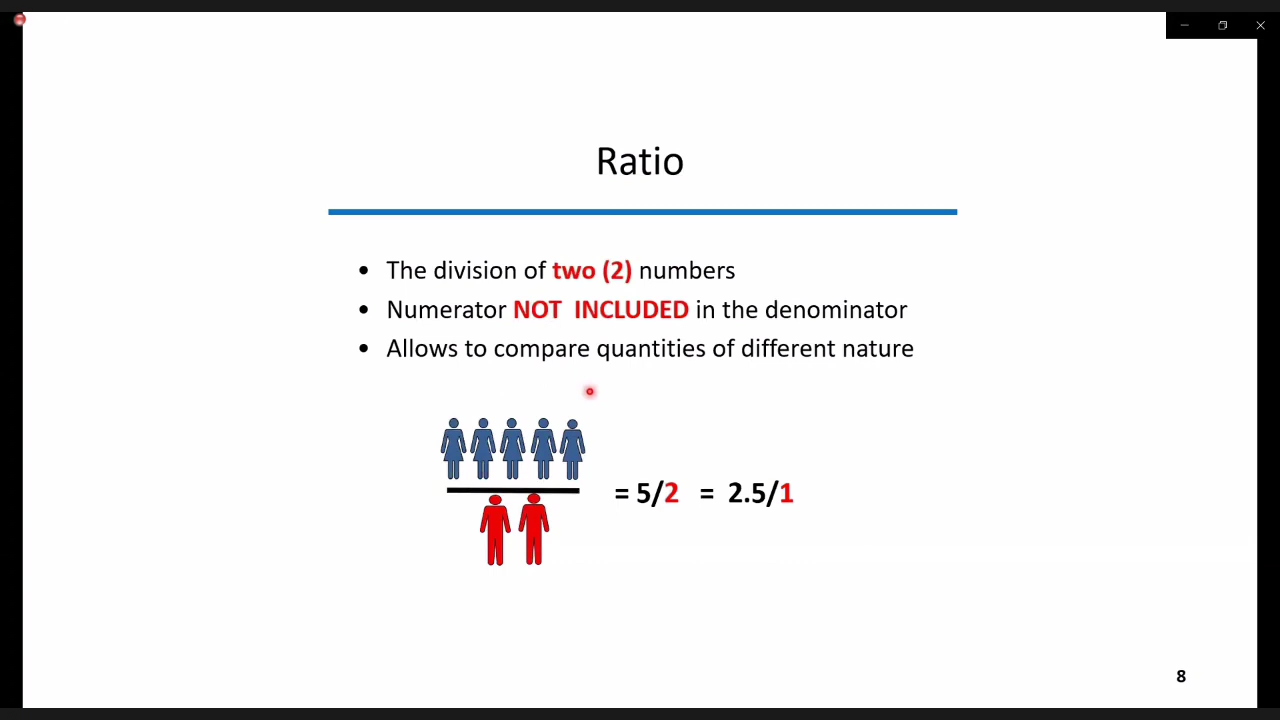 Ratio
• The division of two (2) numbers
• Numerator NOT INCLUDED in the denominator
• Allows to compare quantities of different nature
= 5/2 = 2.5/1
8